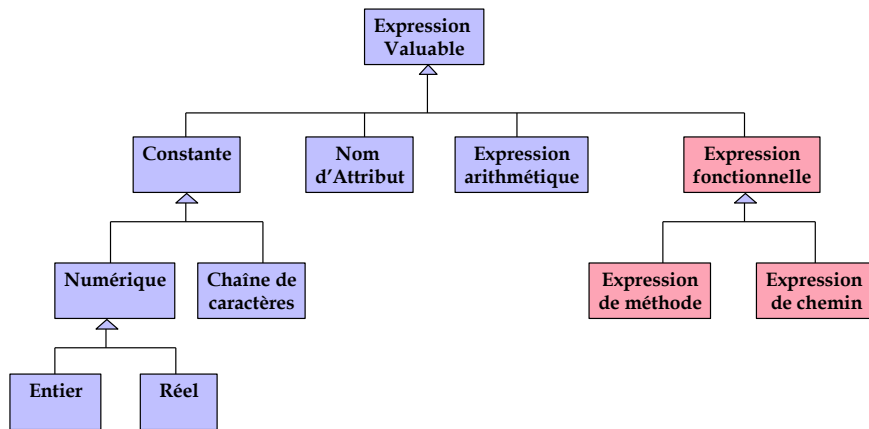 Expression
Valuable
Constante
Nom
d'Attribut
Expression
arithmétique
Expression
fonctionnelle
Numérique
Chaîne de
caractères
Expression
de méthode
Expression
de chemin
Entier
Réel